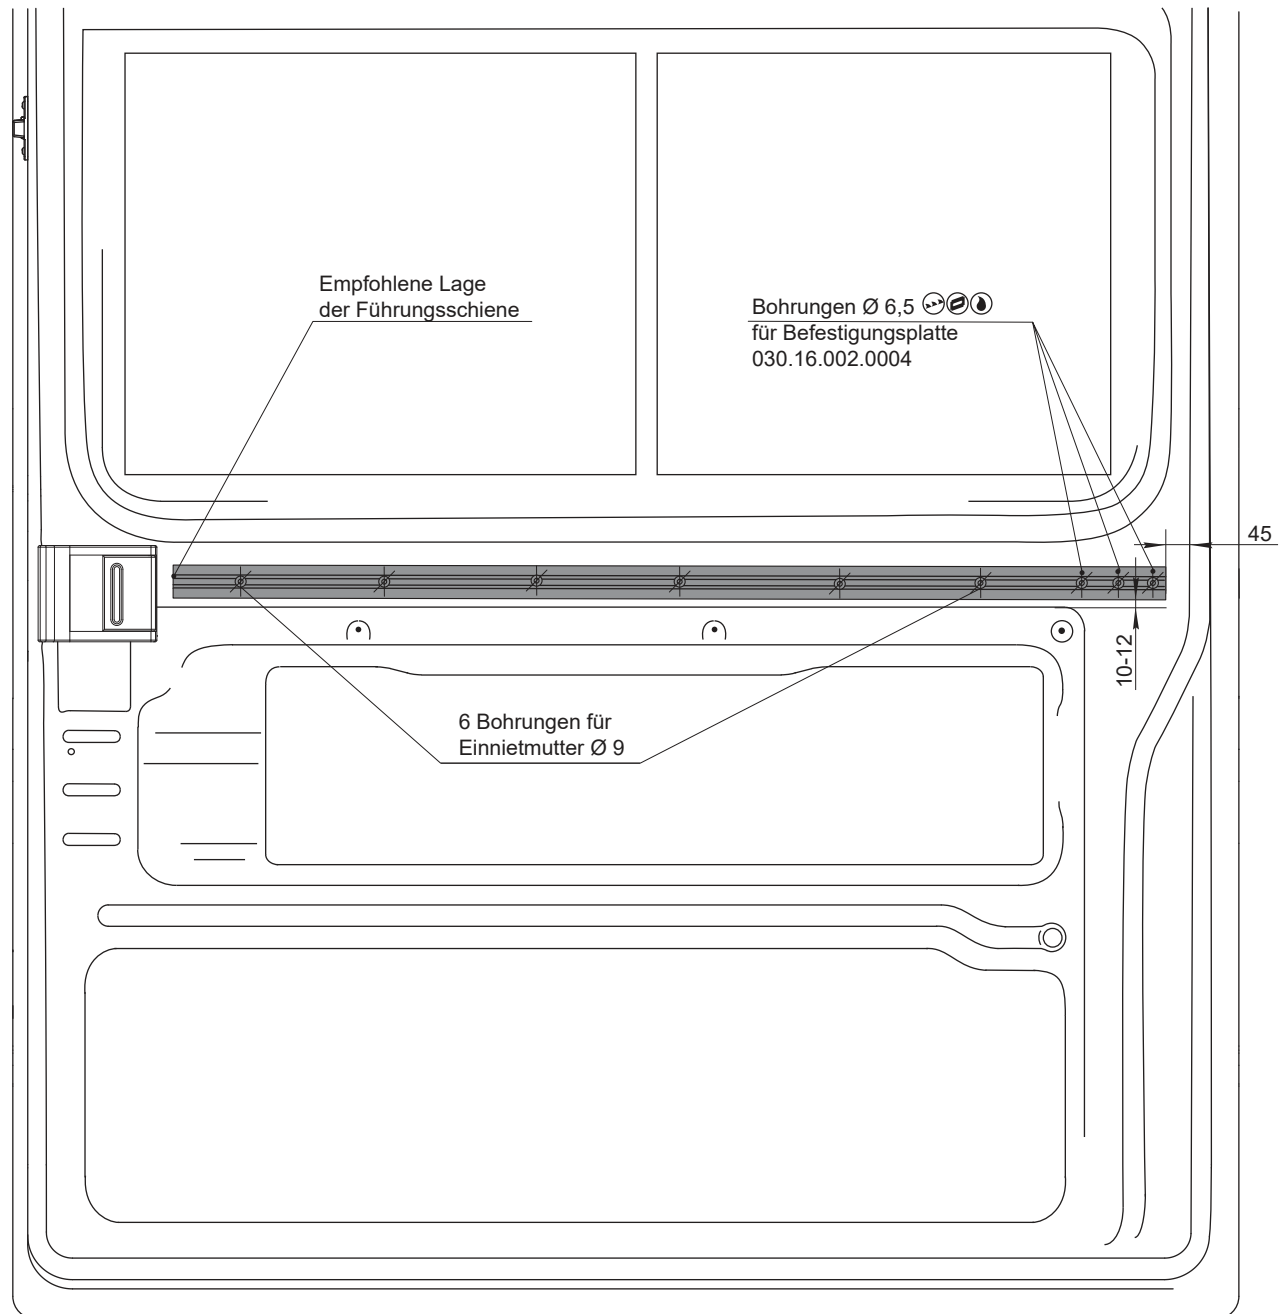 Empfohlene Lage
der Führungsschiene
Bohrungen Ø 6,5
für Befestigungsplatte
030.16.002.0004
45
10-12
6 Bohrungen für
Einnietmutter Ø 9